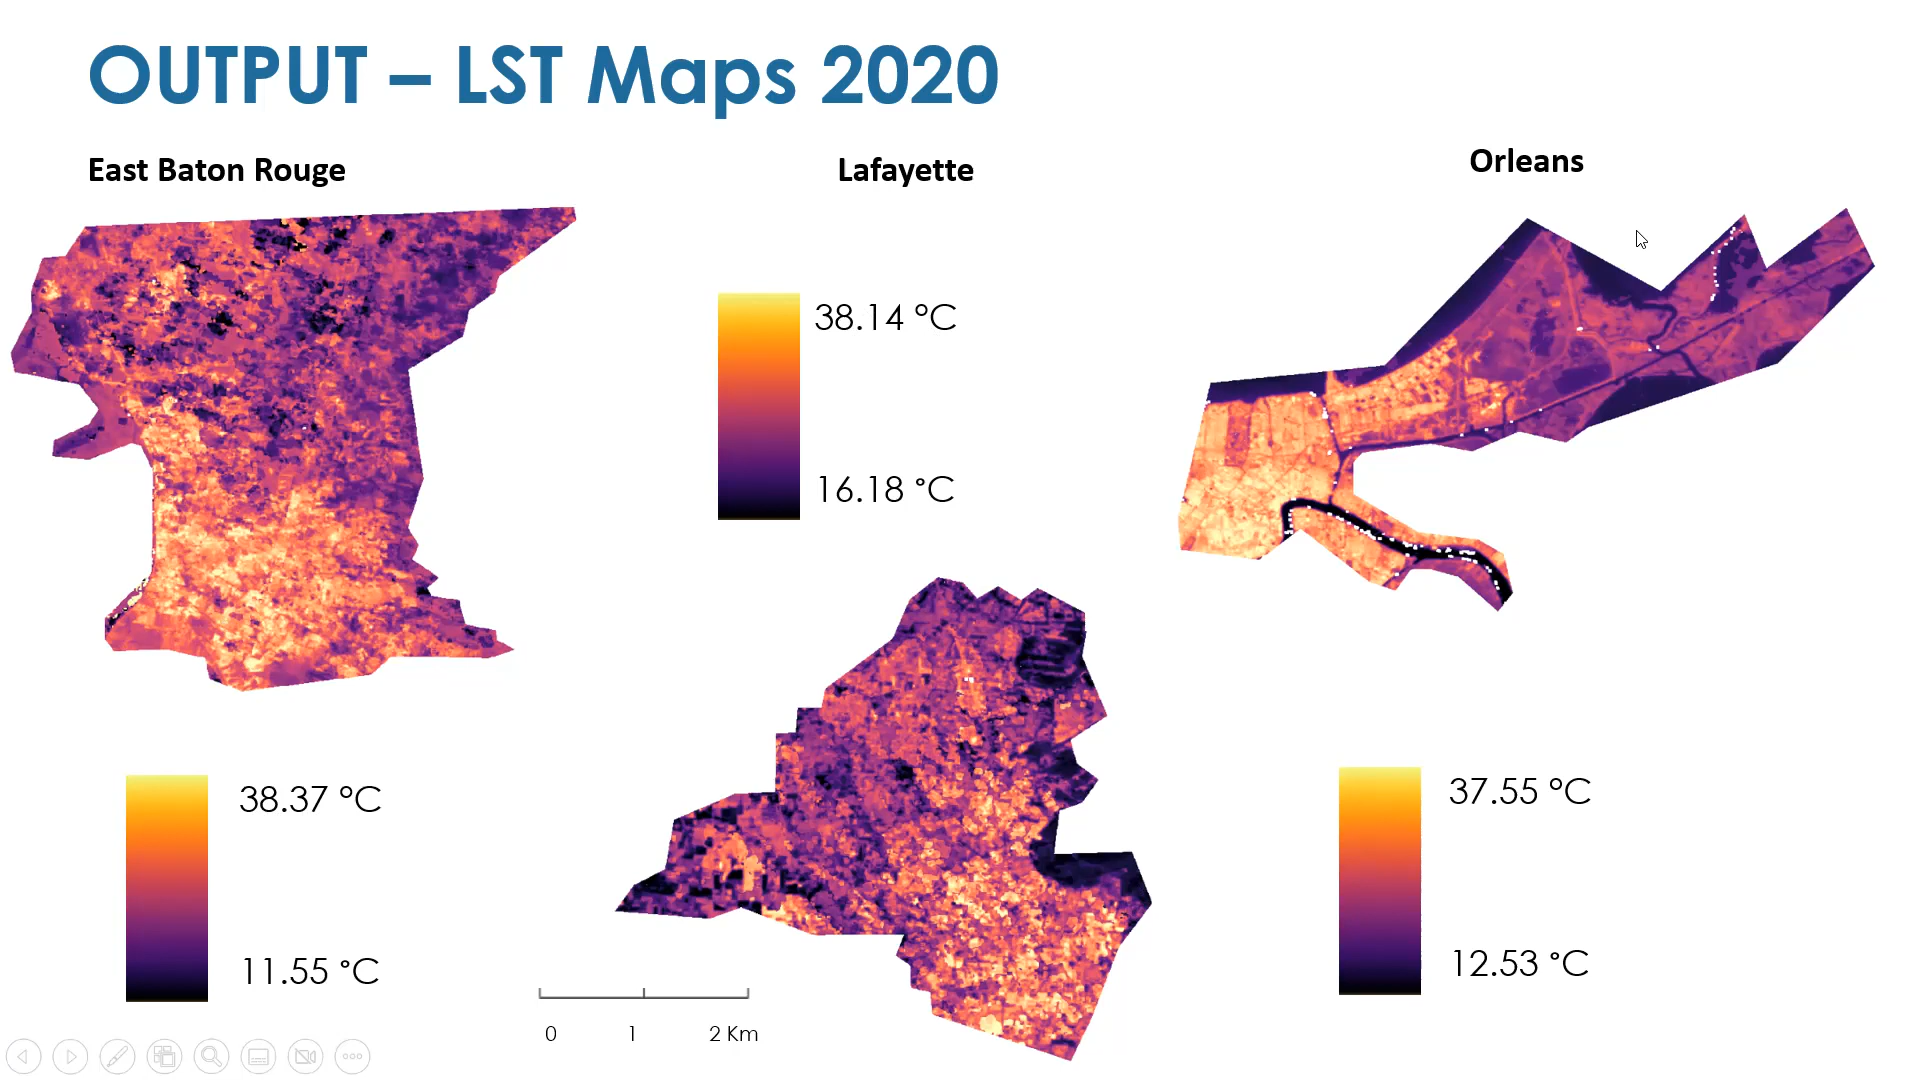 OUTPUT – LST Maps 2020
East Baton Rouge
Lafayette
Orleans
38.14 °C
16.18 °C
38.37 °C
11.55 °C
37.55 °C
12.53 °C
0 1 2 Km